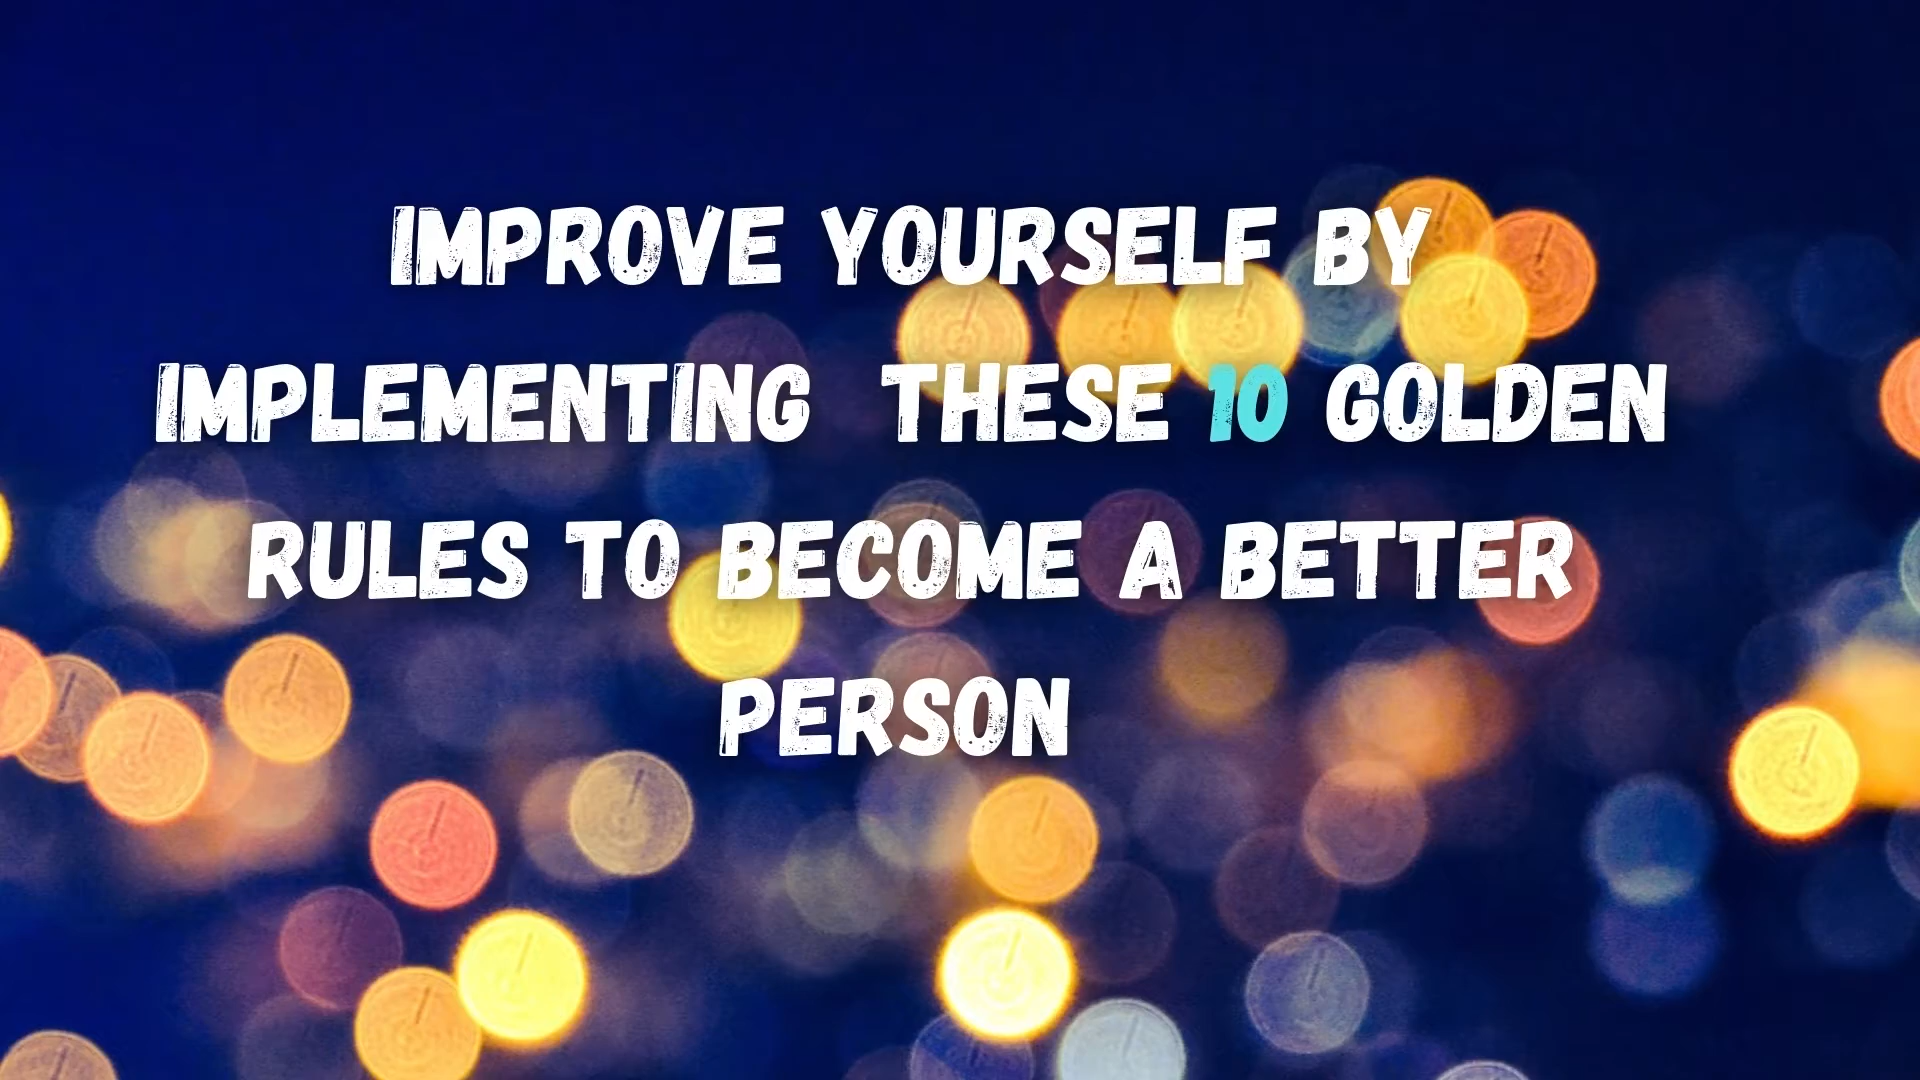 IMPROVE YOURSELF BY
IMPLEMENTING THESE 10 GOLDEN
RULES TO BECOME A BETTER
PERSON